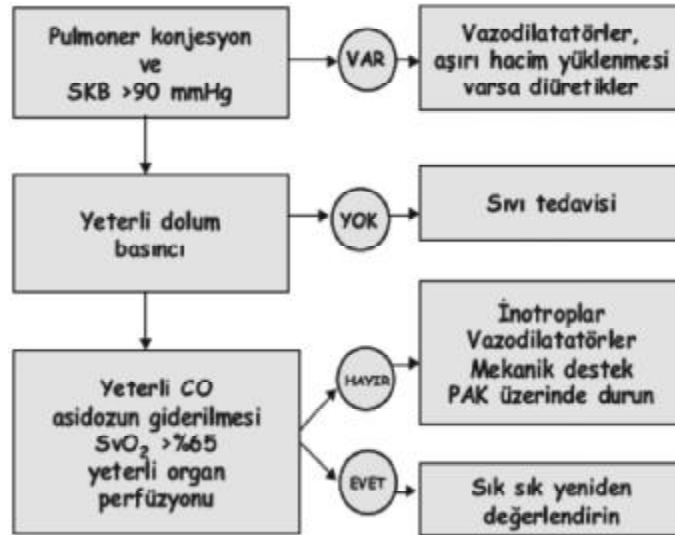 Pulmoner konjesyon
ve
SKB >90 mmHg
VAR
Vazodilatatörler,
aşırı hacim yüklenmesi
varsa diüretikler
Yeterli dolum
basıncı
YOK
Sıvı tedavisi
Yeterli CO
asidozun giderilmesi
SvO₂ >%65
yeterli organ
perfüzyonu
HAYIR
İnotroplar
Vazodilatatörler
Mekanik destek
PAK üzerinde durun
EVET
Sık sık yeniden
değerlendirin